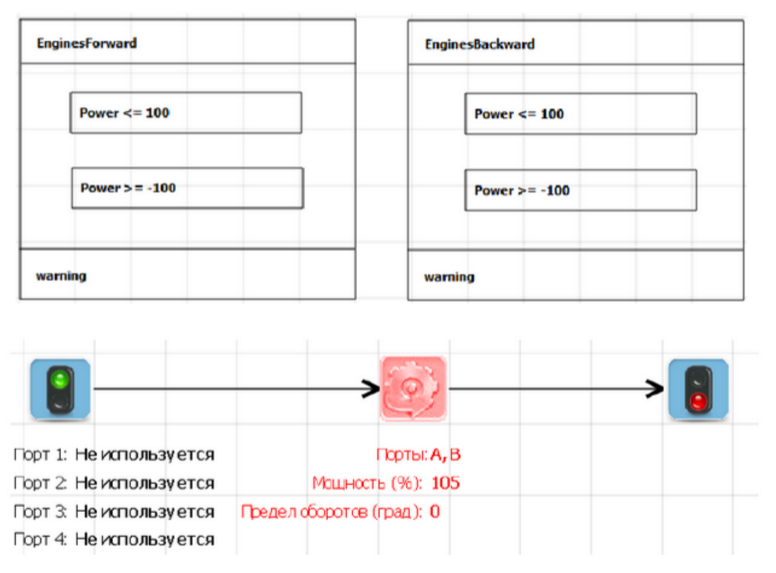 EnginesForward
Power <= 100
Power >= -100
warning
EnginesBackward
Power <= 100
Power >= -100
warning
Порт 1: Не используется
Порт 2: Не используется
Порт 3: Не используется
Порт 4: Не используется
Порты: A, B
Мощность (%): 105
Предел оборотов (град): 0